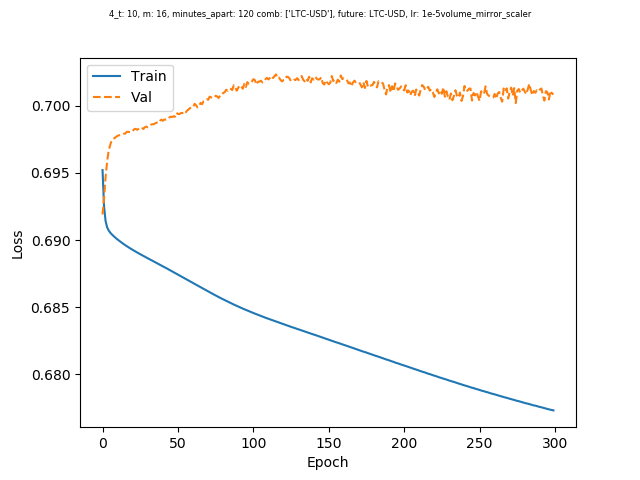 4_t: 10, m: 16, minutes_apart: 120 comb: ['LTC-USD'], future: LTC-USD, lr: 1e-5volume_mirror_scaler
Train
Val
0.700
0.695
0.690
0.685
0.680
Loss
0 50 100 150 200 250 300
Epoch